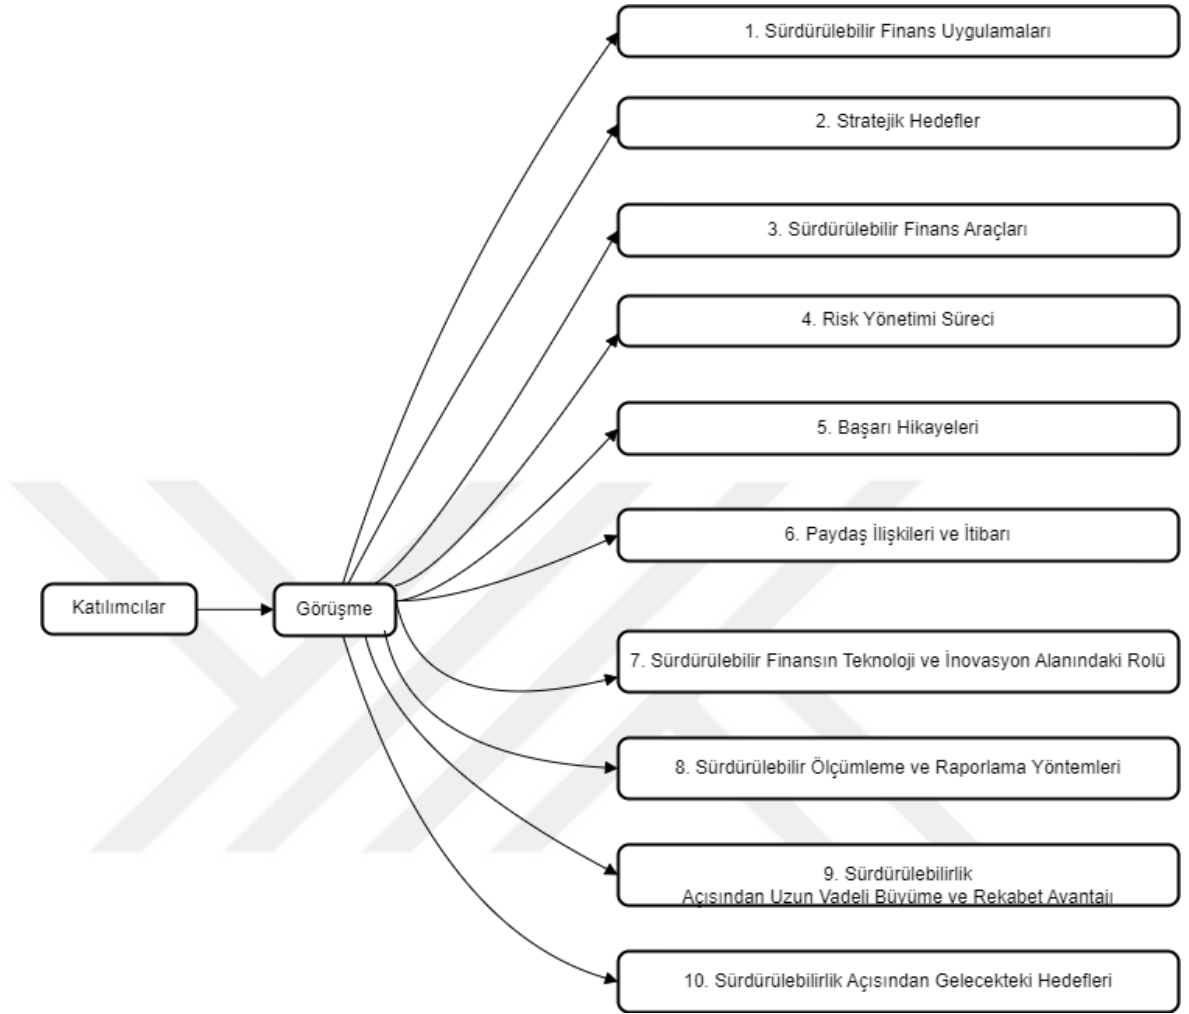 1. Sürdürülebilir Finans Uygulamaları
2. Stratejik Hedefler
3. Sürdürülebilir Finans Araçları
4. Risk Yönetimi Süreci
5. Başarı Hikayeleri
6. Paydaş İlişkileri ve İtibarı
Katılımcılar
Görüşme
7. Sürdürülebilir Finansın Teknoloji ve İnovasyon Alanındaki Rolü
8. Sürdürülebilir Ölçümleme ve Raporlama Yöntemleri
9. Sürdürülebilirlik
Açısından Uzun Vadeli Büyüme ve Rekabet Avantajı
10. Sürdürülebilirlik Açısından Gelecekteki Hedefleri